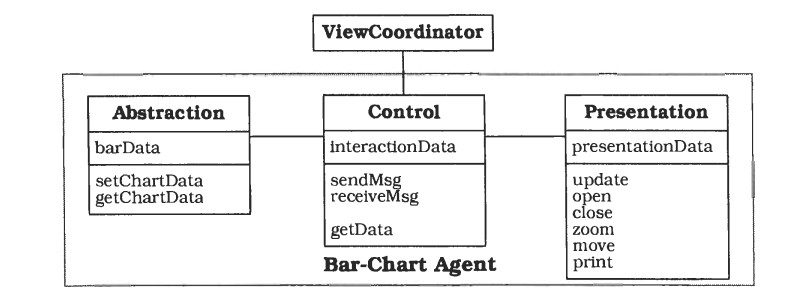 ViewCoordinator
Abstraction
barData
setChartData
getChartData
Control
interactionData
sendMsg
receiveMsg
getData
Presentation
presentationData
update
open
close
zoom
move
print
Bar-Chart Agent